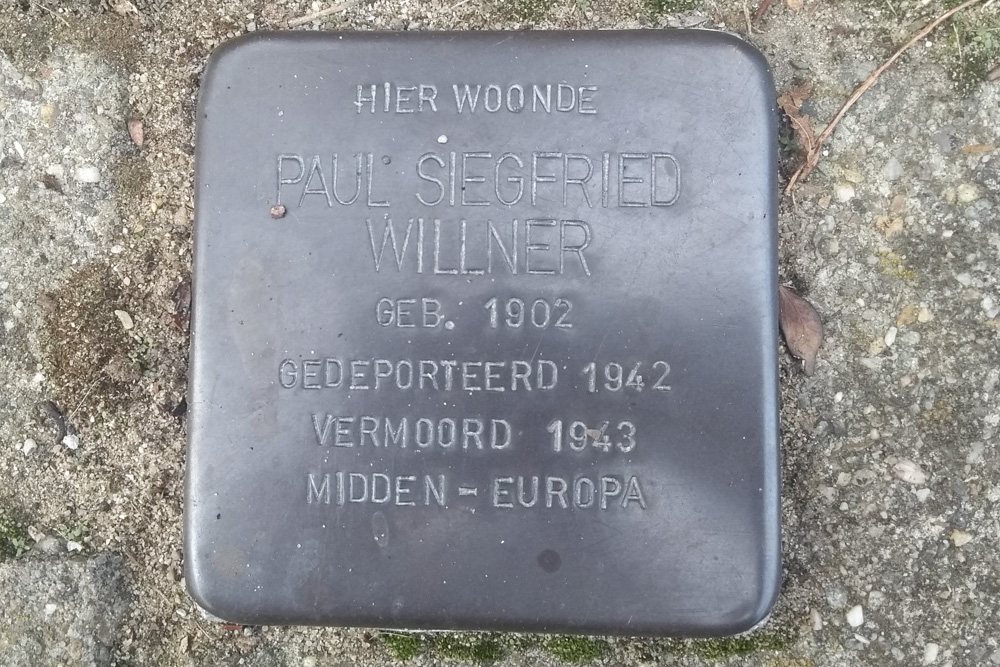 HIER WOONDE
PAUL SIEGFRIED
WILLNER
GEB. 1902
GEDEPORTEERD 1942
VERMOORD 1943
MIDDEN-EUROPA